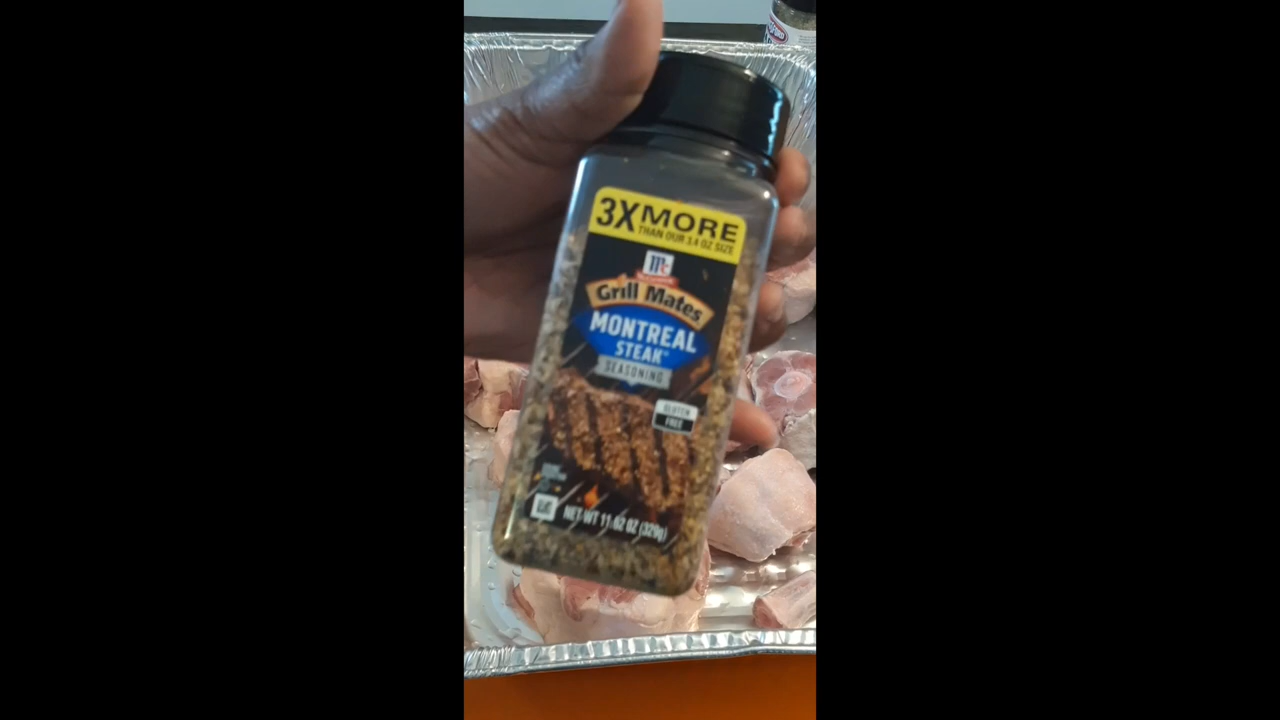 3X MORE
THAN OUR 3.4 OZ SIZE
Mc
Grill Mates
MONTREAL
STEAK
SEASONING
GLUTEN
FREE
NET WT 11.62 OZ (329g)